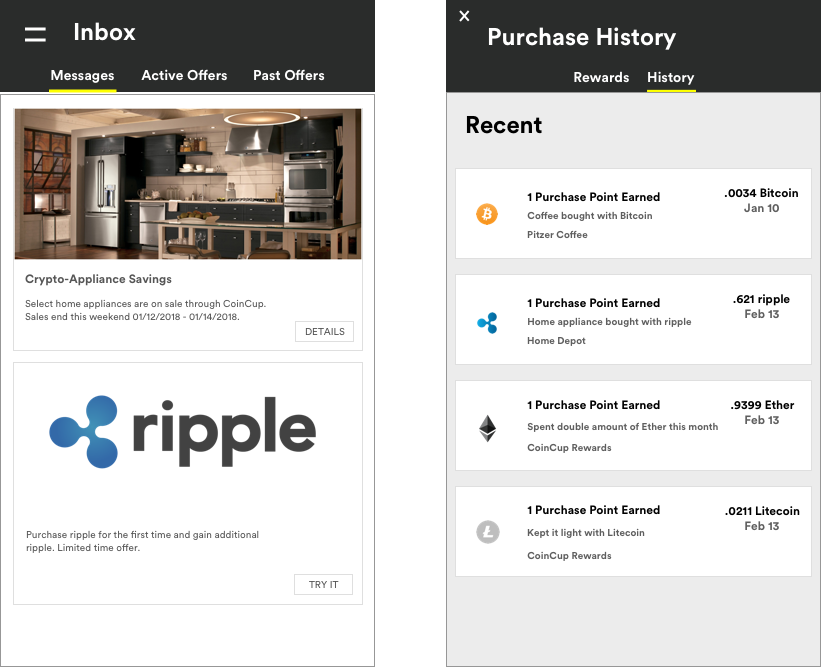 Inbox
Messages Active Offers Past Offers
Crypto-Appliance Savings
Select home appliances are on sale through CoinCup.
Sales end this weekend 01/12/2018 - 01/14/2018.
DETAILS
ripple
Purchase ripple for the first time and gain additional
ripple. Limited time offer.
TRY IT
X
Purchase History
Rewards History
Recent
1 Purchase Point Earned
Coffee bought with Bitcoin
Pitzer Coffee
.0034 Bitcoin
Jan 10
1 Purchase Point Earned
Home appliance bought with ripple
Home Depot
.621 ripple
Feb 13
1 Purchase Point Earned
Spent double amount of Ether this month
CoinCup Rewards
.9399 Ether
Feb 13
1 Purchase Point Earned
Kept it light with Litecoin
CoinCup Rewards
.0211 Litecoin
Feb 13